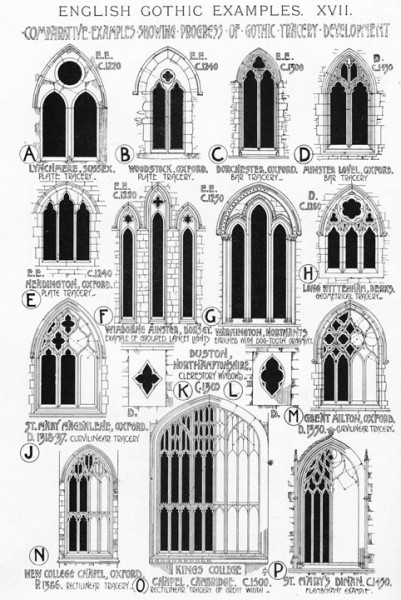 ENGLISH GOTHIC EXAMPLES. XVII.
COMPARATIVE·EXAMPLES·SHOWING·PROGRESS·OF·GOTHIC·TRACERY·DEVELOPMENT
E.E. C.1220
E.E. C.1240
E.E. C.1300
D. C.1430
A
LYNCHMERE, SUSSEX.
PLATE TRACERY.
B
WOODSTOCK, OXFORD.
PLATE TRACERY.
C
DORCHESTER, OXFORD.
BAR TRACERY.
D
MINSTER LOVEL, OXFORD.
BAR TRACERY
E.E. C.1240
E
HEADINGTON, OXFORD.
PLATE TRACERY
E.E. C.1220
F
WIMBORNE MINSTER, DORSET.
EXAMPLE OF GROUPED LANCET LIGHTS
E.E. C.1250
G
WARMINGTON, NORTHANTS
ENRICHED WITH DOG-TOOTH ORNAMENT
D. C.1280
H
LONG WITTENHAM, BERKS.
GEOMETRICAL TRACERY
DUSTON,
NORTHAMPTONSHIRE,
CLERESTORY WINDOWS.
K C.1300 L
D.
D.
J
ST. MARY MAGDALENE, OXFORD.
D. 1318-37. CURVILINEAR TRACERY
M
GREAT MILTON, OXFORD.
D. 1350. CURVILINEAR TRACERY
N
NEW COLLEGE CHAPEL, OXFORD
P. 1386. RECTILINEAR TRACERY
O
KINGS COLLEGE
CHAPEL, CAMBRIDGE. C.1500.
RECTILINEAR TRACERY OF GREAT WIDTH
P
ST. MARY'S DINAN. C.1450.
FLAMBOYANT EXAMPLE.